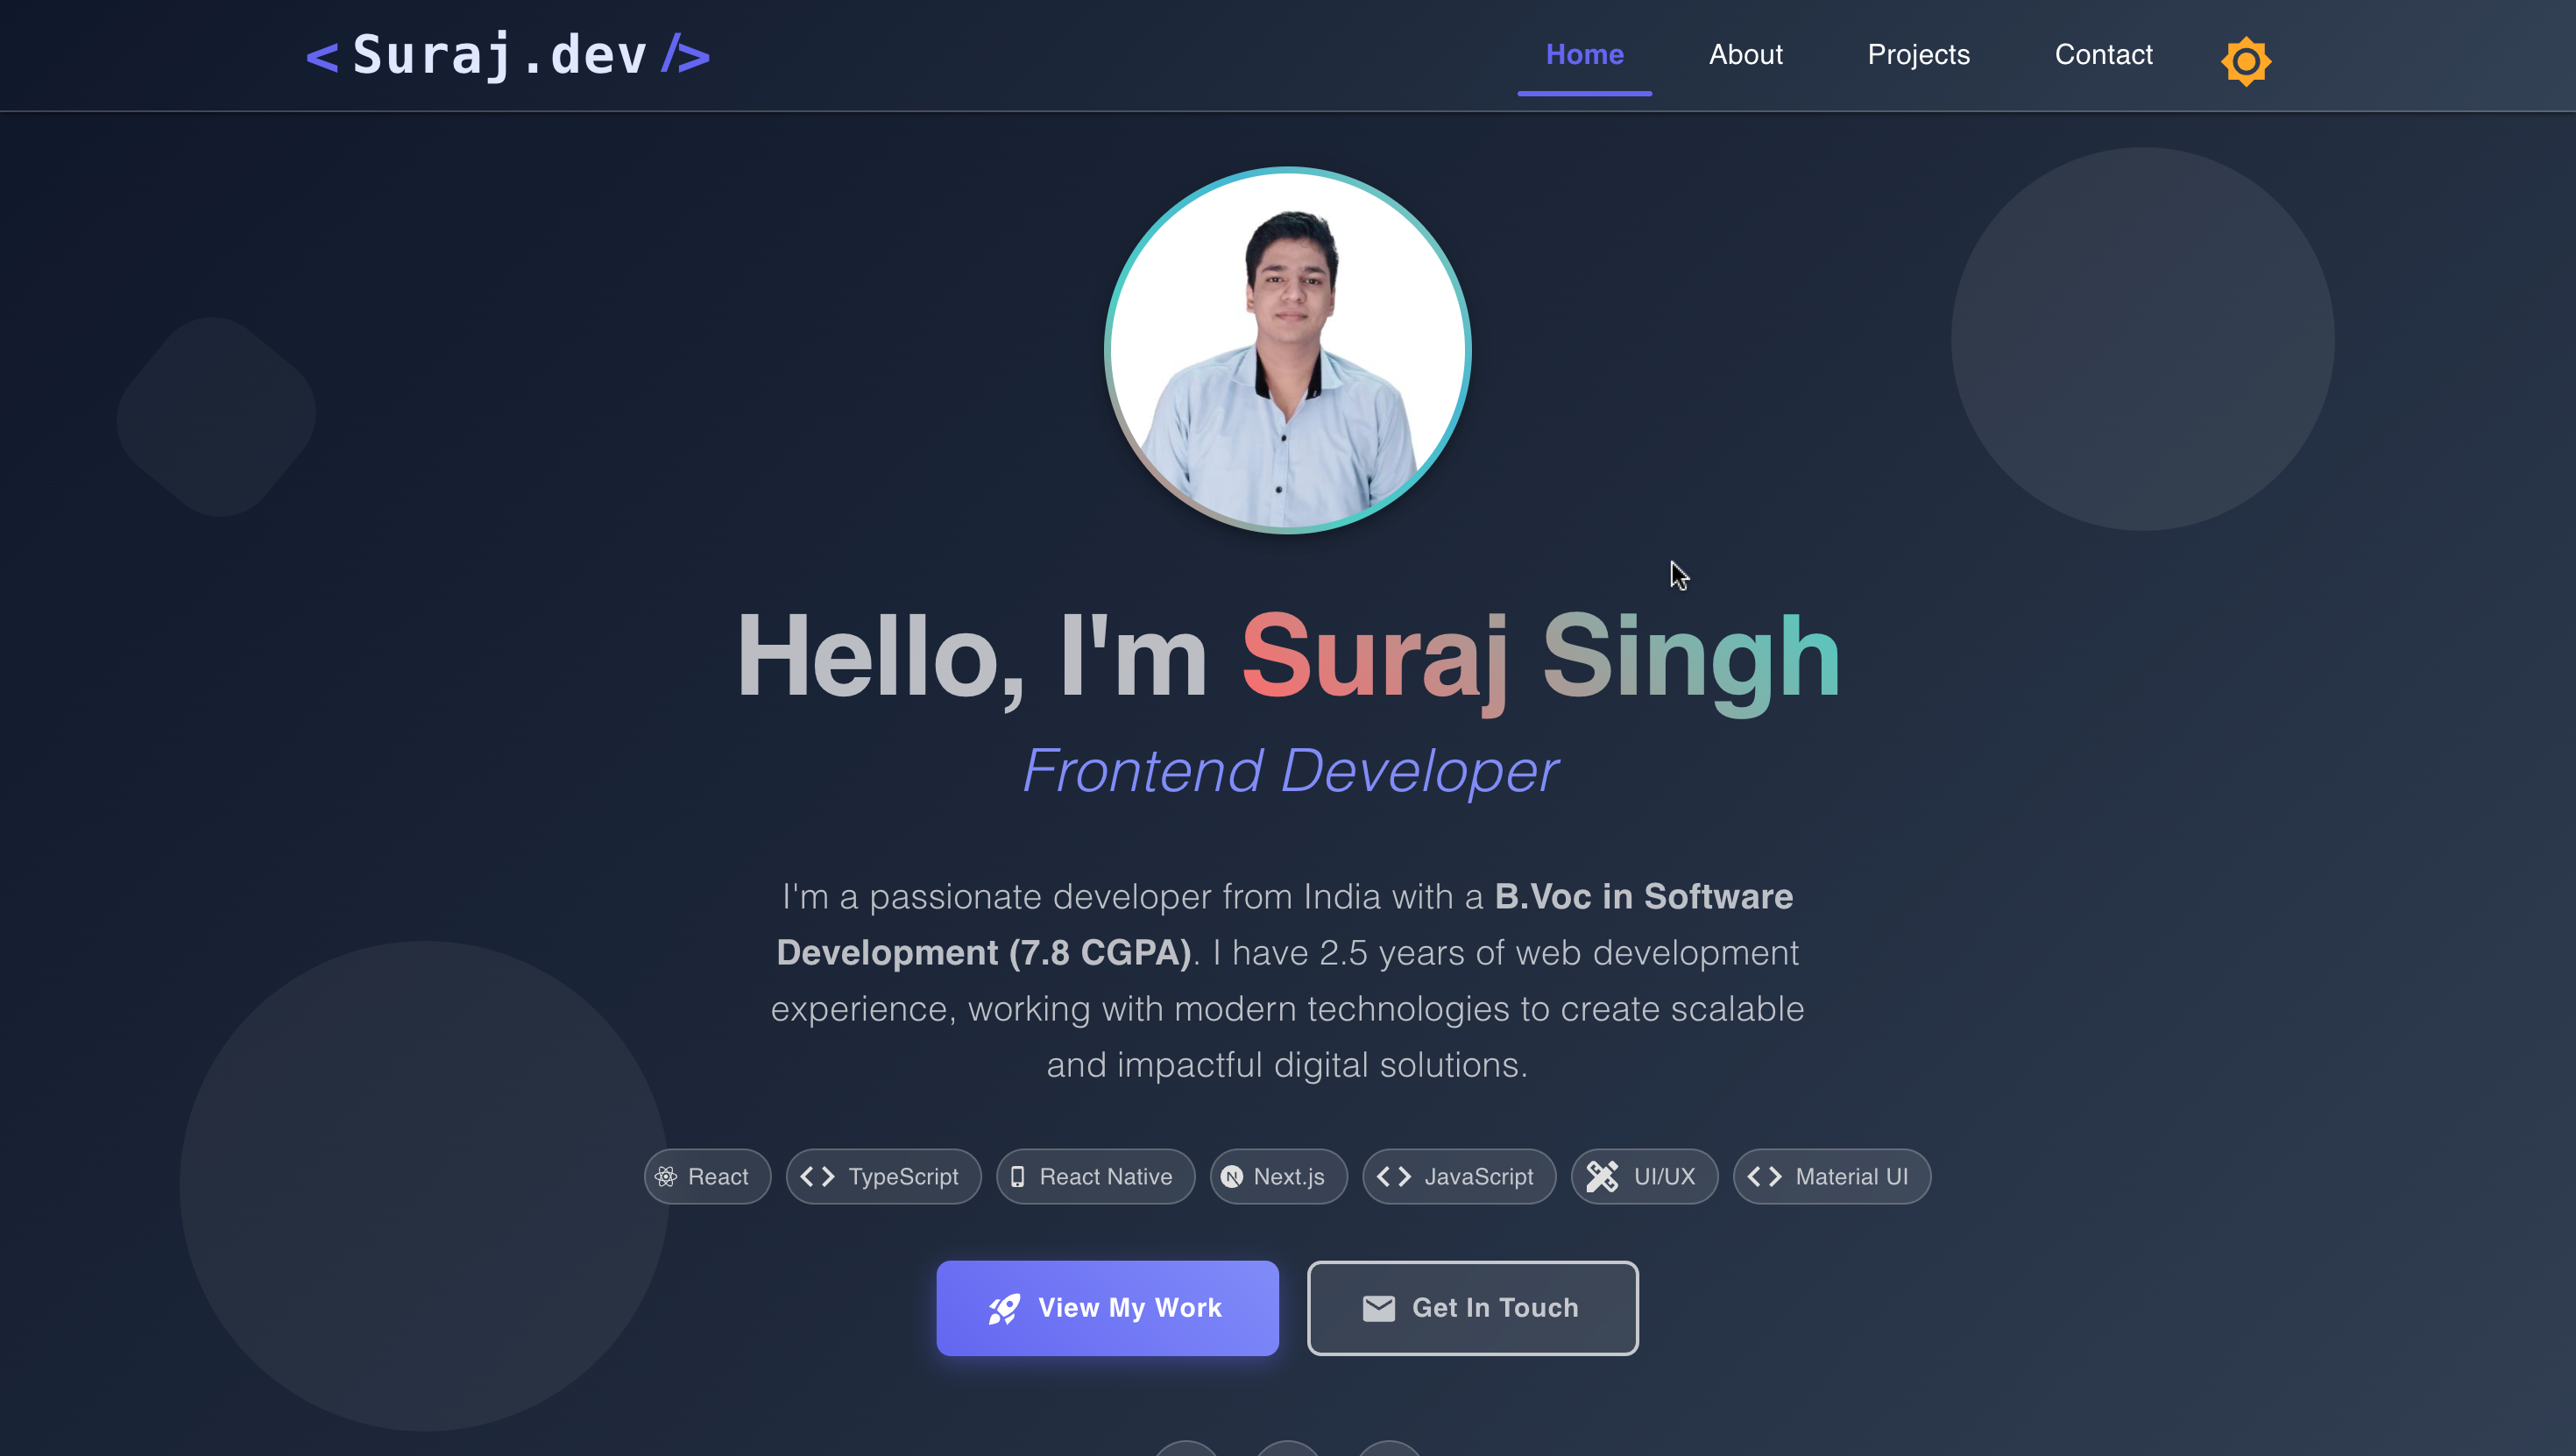 <Suraj.dev/>
Home
About
Projects
Contact
Hello, I'm Suraj Singh
Frontend Developer
I'm a passionate developer from India with a B.Voc in Software
Development (7.8 CGPA). I have 2.5 years of web development
experience, working with modern technologies to create scalable
and impactful digital solutions.
React
TypeScript
React Native
Next.js
JavaScript
UI/UX
Material UI
View My Work
Get In Touch